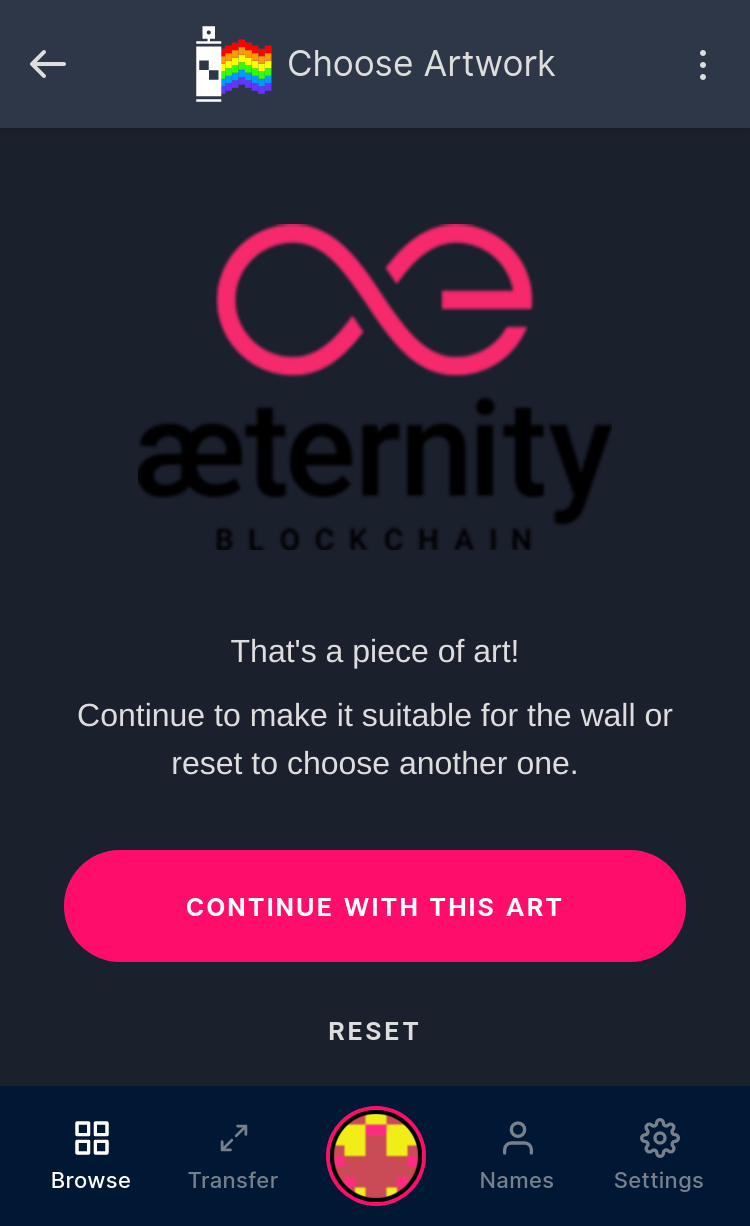 Choose Artwork
æternity
BLOCKCHAIN
That's a piece of art!
Continue to make it suitable for the wall or
reset to choose another one.
CONTINUE WITH THIS ART
RESET
Browse
Transfer
Names
Settings